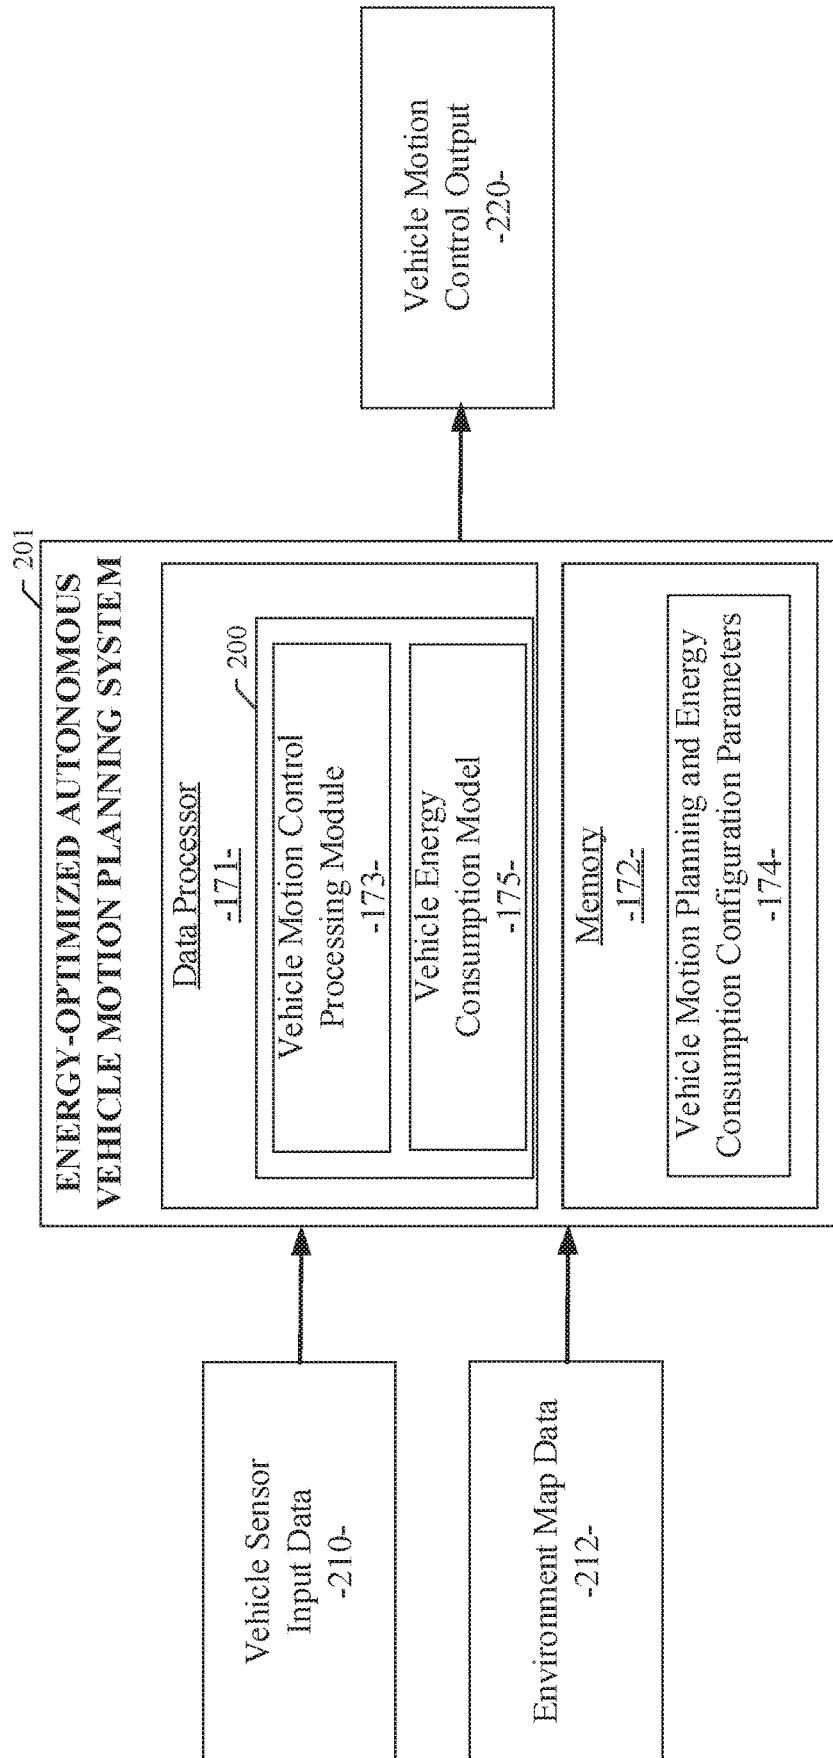 Vehicle Sensor
Input Data
-210-
Environment Map Data
-212-
201
ENERGY-OPTIMIZED AUTONOMOUS
VEHICLE MOTION PLANNING SYSTEM
Data Processor
-171-
200
Vehicle Motion Control
Processing Module
-173-
Vehicle Energy
Consumption Model
-175-
Memory
-172-
Vehicle Motion Planning and Energy
Consumption Configuration Parameters
-174-
Vehicle Motion
Control Output
-220-